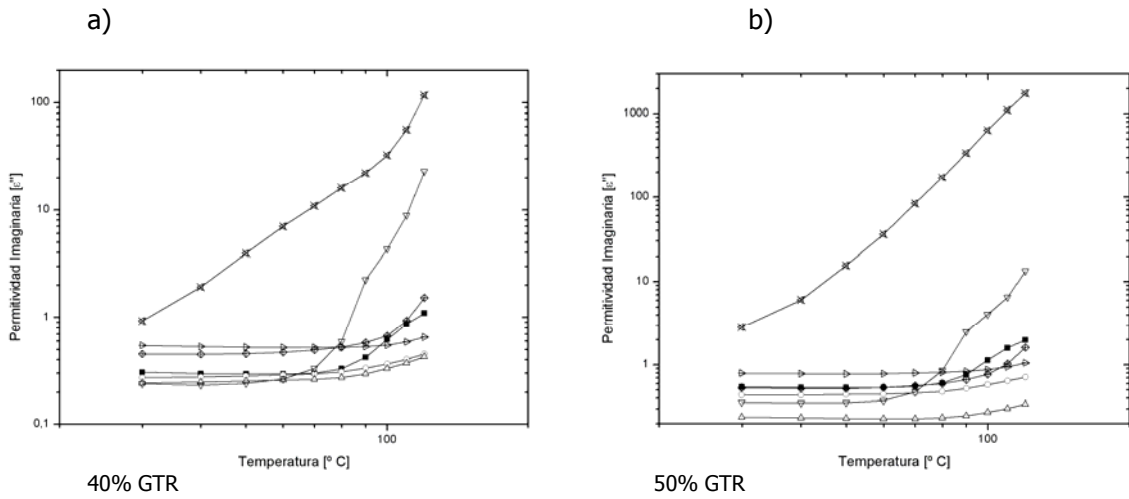 a)
b)
100
10
1
0,1
Permitividad Imaginaria [ε"]
100
Temperatura [º C]
40% GTR
1000
100
10
1
Permitividad Imaginaria [ε"]
100
Temperatura [º C]
50% GTR